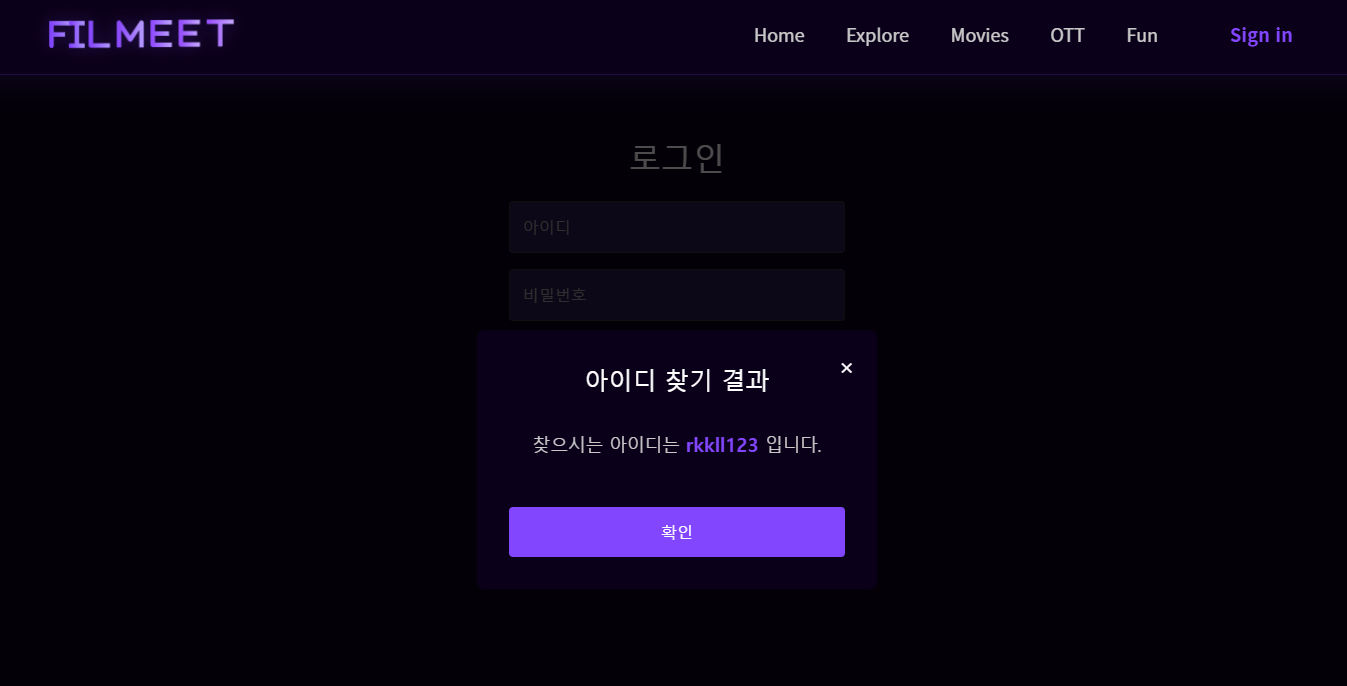 FILMEET
Home Explore Movies OTT Fun Sign in
로그인
아이디
비밀번호
아이디 찾기 결과
×
찾으시는 아이디는 rkkll123 입니다.
확인